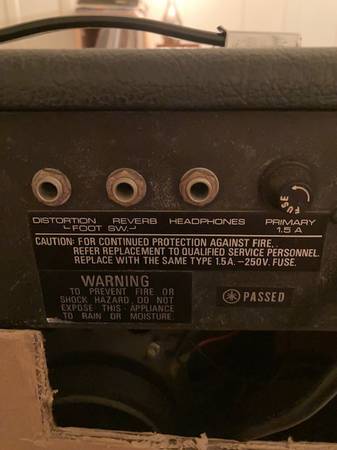 FUSE
DISTORTION REVERB HEADPHONES PRIMARY
FOOT SW. 1.5 A
CAUTION: FOR CONTINUED PROTECTION AGAINST FIRE,
REFER REPLACEMENT TO QUALIFIED SERVICE PERSONNEL.
REPLACE WITH THE SAME TYPE 1.5A.-250V. FUSE.
WARNING
TO PREVENT FIRE OR
SHOCK HAZARD, DO NOT
EXPOSE THIS APPLIANCE
TO RAIN OR MOISTURE.
PASSED